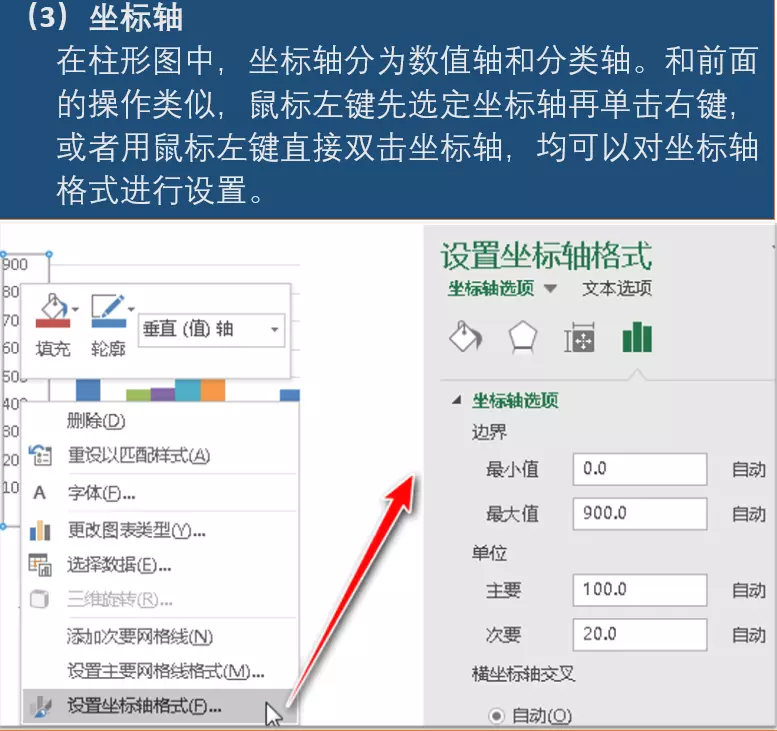 （3）坐标轴
在柱形图中，坐标轴分为数值轴和分类轴。和前面
的操作类似，鼠标左键先选定坐标轴再单击右键，
或者用鼠标左键直接双击坐标轴，均可以对坐标轴
格式进行设置。
900
80
70
60
50
40
30
20
10
填充
轮廓
垂直 (值) 轴
删除(D)
重设以匹配样式(A)
A 字体(F)...
更改图表类型(Y)...
选择数据(E)...
三维旋转(R)...
添加次要网格线(N)
设置主要网格线格式(M)...
设置坐标轴格式(F)...
设置坐标轴格式
坐标轴选项 文本选项
坐标轴选项
边界
最小值 0.0 自动
最大值 900.0 自动
单位
主要 100.0 自动
次要 20.0 自动
横坐标轴交叉
自动(O)